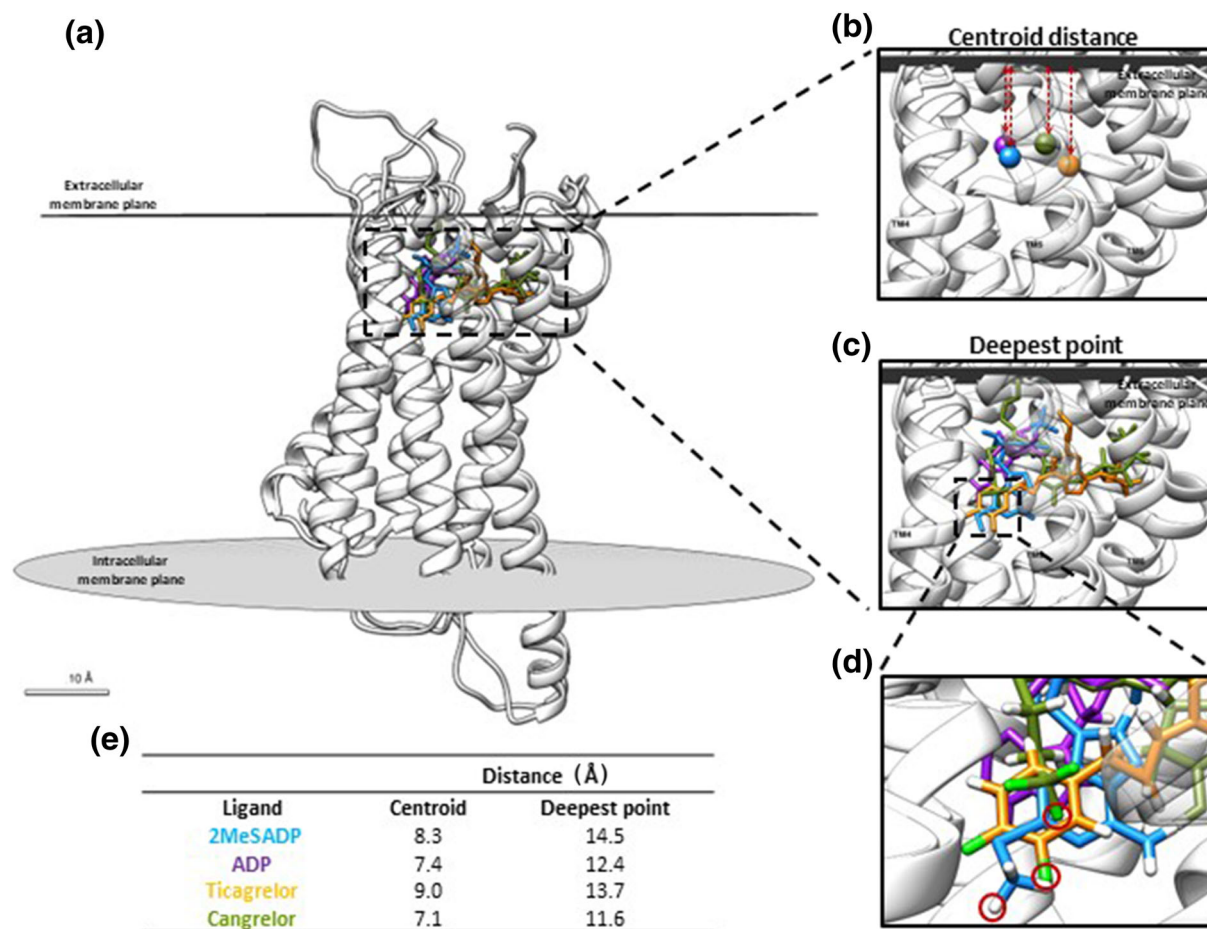 (a)
Extracellular
membrane plane
Intracellular
membrane plane
10 Å
(b)
Centroid distance
Extracellular
membrane plane
TM4
TM5
TM6
(c)
Deepest point
Extracellular
membrane plane
TM4
TM6
(d)
(e)
Distance (Å)
Ligand Centroid Deepest point
2MeSADP 8.3 14.5
ADP 7.4 12.4
Ticagrelor 9.0 13.7
Cangrelor 7.1 11.6